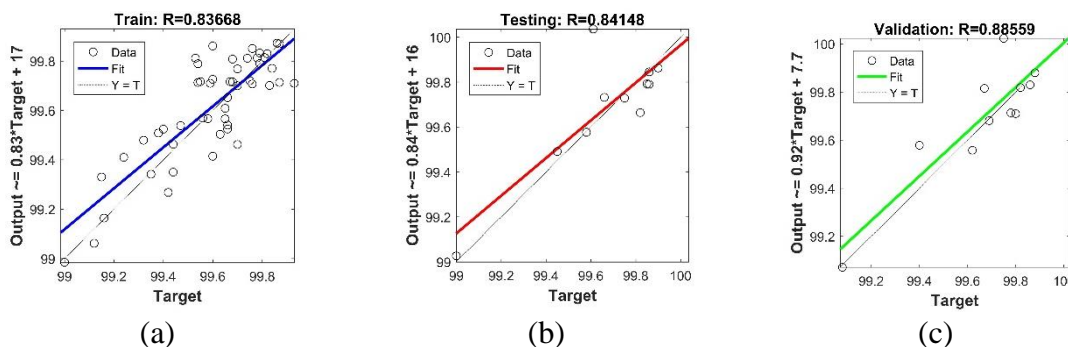 Train: R=0.83668
Output ~= 0.83*Target + 17
99.8
99.6
99.4
99.2
99
Data
Fit
Y = T
99 99.2 99.4 99.6 99.8
Target
(a)
Testing: R=0.84148
Output ~= 0.84*Target + 16
100
99.8
99.6
99.4
99.2
99
Data
Fit
Y = T
99 99.2 99.4 99.6 99.8 100
Target
(b)
Validation: R=0.88559
Output ~= 0.92*Target + 7.7
100
99.8
99.6
99.4
99.2
Data
Fit
Y = T
99.2 99.4 99.6 99.8 100
Target
(c)